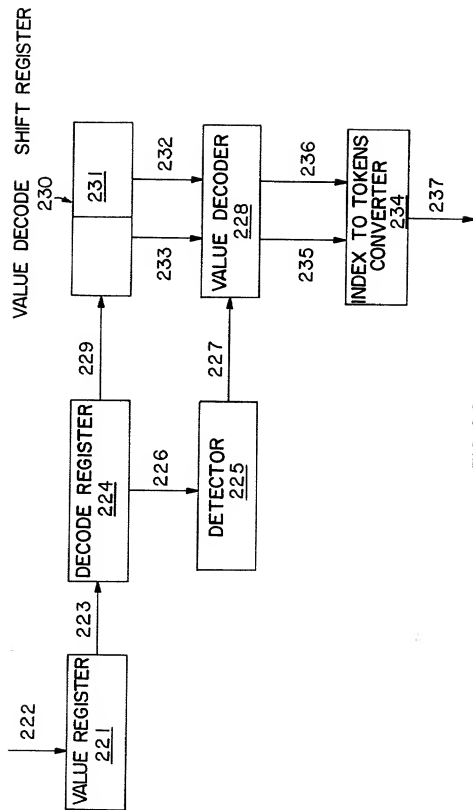 VALUE DECODE SHIFT REGISTER
230
222
VALUE REGISTER
221
223
DECODE REGISTER
224
229
231
226
233
232
DETECTOR
225
227
VALUE DECODER
228
235
236
INDEX TO TOKENS
CONVERTER
234
237